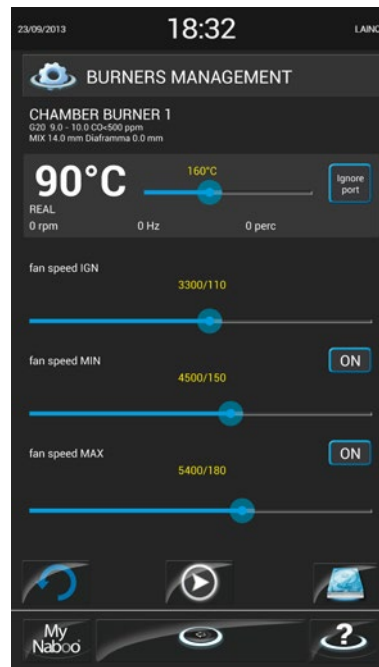 23/09/2013 18:32 LAINC
BURNERS MANAGEMENT
CHAMBER BURNER 1
G20 9.0 - 10.0 CO<500 ppm
MIX 14.0 mm Diaframma 0.0 mm
90°C 160°C Ignore
port
REAL
0 rpm 0 Hz 0 perc
fan speed IGN
3300/110
fan speed MIN ON
4500/150
fan speed MAX ON
5400/180
My
Naboo ?